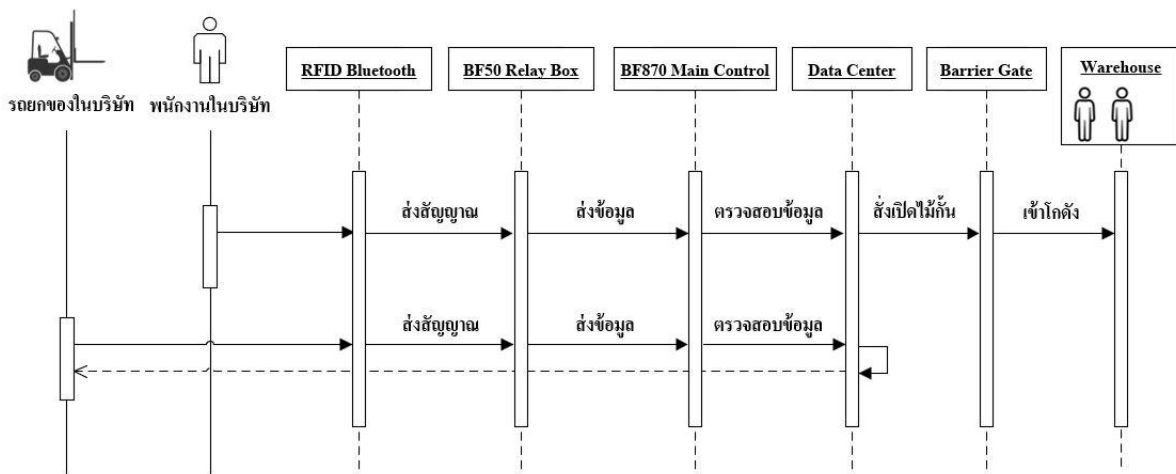 RFID Bluetooth
BF50 Relay Box
BF870 Main Control
Data Center
Barrier Gate
Warehouse
รถยกของในบริษัท
พนักงานในบริษัท
ส่งสัญญาณ
ส่งข้อมูล
ตรวจสอบข้อมูล
สั่งเปิดไม้กั้น
เข้าโกดัง
ส่งสัญญาณ
ส่งข้อมูล
ตรวจสอบข้อมูล